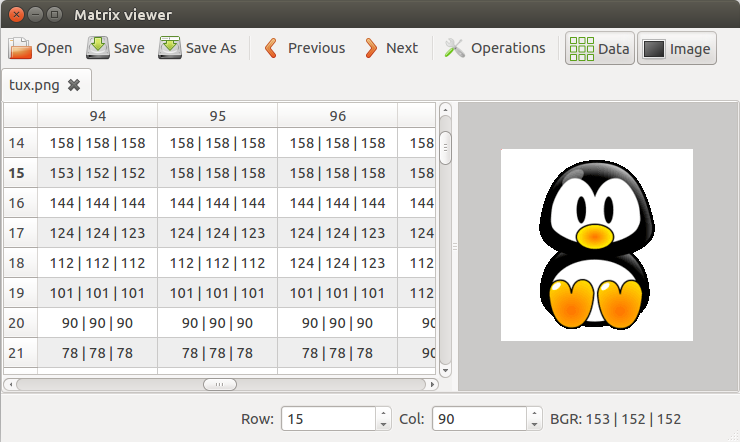 Matrix viewer
Open Save Save As Previous Next Operations Data Image
tux.png
94 95 96
14 158 | 158 | 158 158 | 158 | 158 158 | 158 | 158 158
15 153 | 152 | 152 158 | 158 | 158 158 | 158 | 158 158
16 144 | 144 | 144 144 | 144 | 144 144 | 144 | 144 144
17 124 | 124 | 123 124 | 124 | 123 124 | 124 | 123 124
18 112 | 112 | 112 112 | 112 | 112 124 | 124 | 123 124
19 101 | 101 | 101 101 | 101 | 101 101 | 101 | 101 112
20 90 | 90 | 90 90 | 90 | 90 90 | 90 | 90 90
21 78 | 78 | 78 78 | 78 | 78 78 | 78 | 78 90
Row: 15 Col: 90 BGR: 153 | 152 | 152